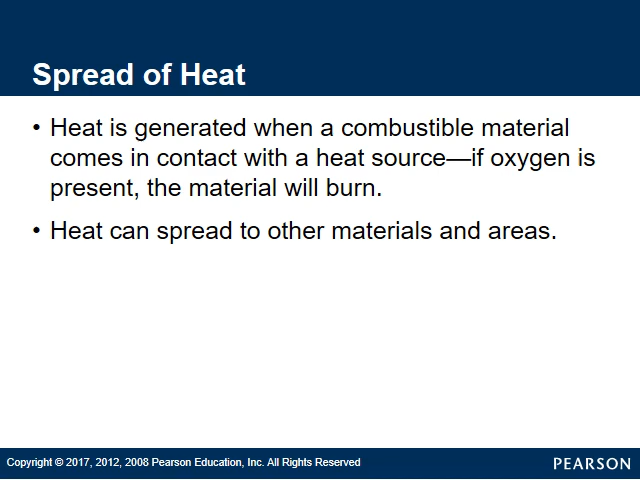 Spread of Heat
• Heat is generated when a combustible material
comes in contact with a heat source—if oxygen is
present, the material will burn.
• Heat can spread to other materials and areas.
Copyright © 2017, 2012, 2008 Pearson Education, Inc. All Rights Reserved
PEARSON